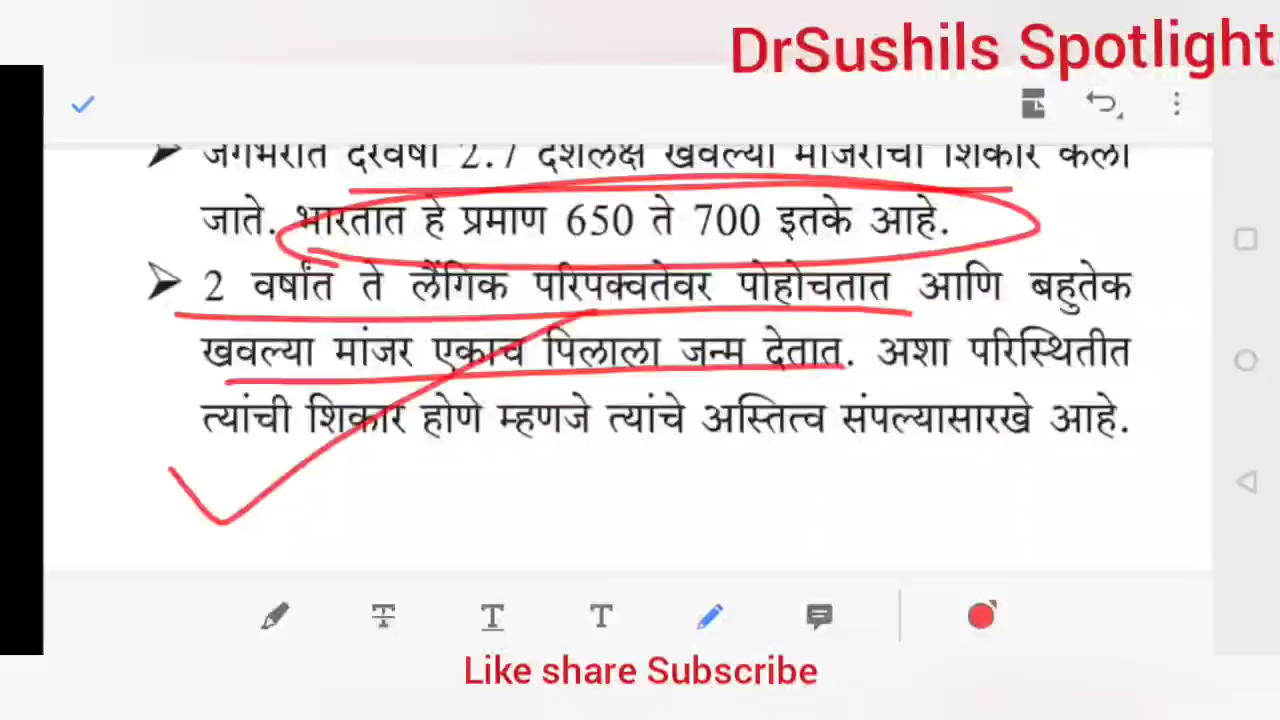 DrSushils Spotlight
जगभरात दरवर्षी 2.7 दशलक्ष खवल्या मांजराची शिकार केली
जाते. भारतात हे प्रमाण 650 ते 700 इतके आहे.
➤ 2 वर्षांत ते लैंगिक परिपक्वतेवर पोहोचतात आणि बहुतेक
खवल्या मांजर एकाच पिलाला जन्म देतात. अशा परिस्थितीत
त्यांची शिकार होणे म्हणजे त्यांचे अस्तित्व संपल्यासारखे आहे.
Like share Subscribe